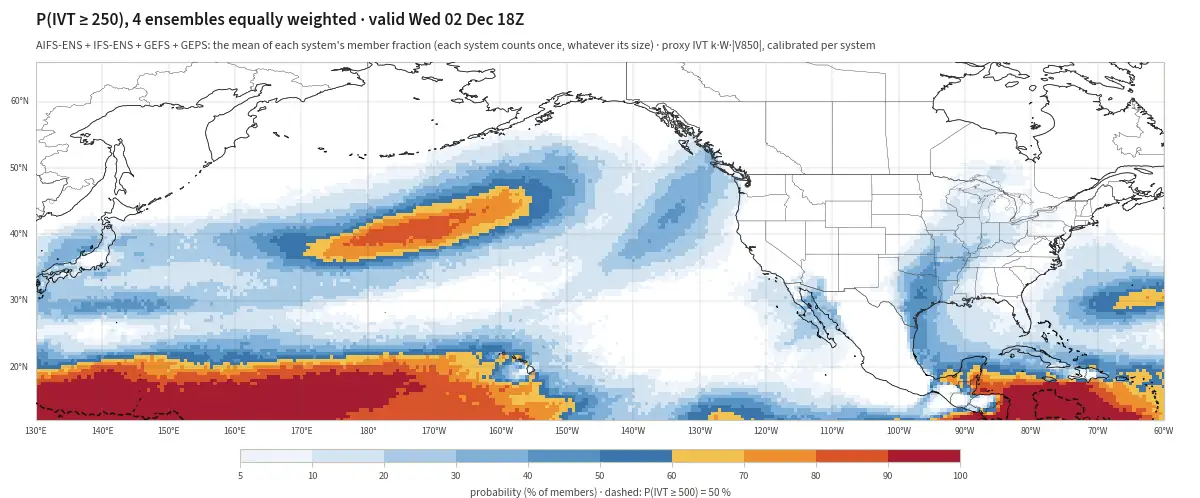 P(IVT ≥ 250), 4 ensembles equally weighted · valid Wed 02 Dec 18Z
AIFS-ENS + IFS-ENS + GEFS + GEPS: the mean of each system's member fraction (each system counts once, whatever its size) · proxy IVT k·W·|V850|, calibrated per system
60°N
50°N
40°N
30°N
20°N
130°E 140°E 150°E 160°E 170°E 180° 170°W 160°W 150°W 140°W 130°W 120°W 110°W 100°W 90°W 80°W 70°W 60°W
5 10 20 30 40 50 60 70 80 90 100
probability (% of members) · dashed: P(IVT ≥ 500) = 50 %